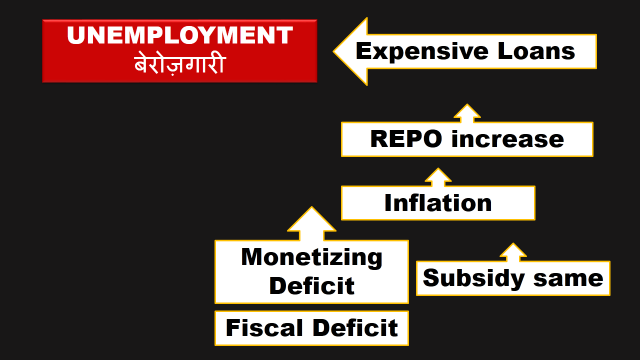 UNEMPLOYMENT
बेरोज़गारी
Expensive Loans
REPO increase
Inflation
Monetizing
Deficit
Subsidy same
Fiscal Deficit